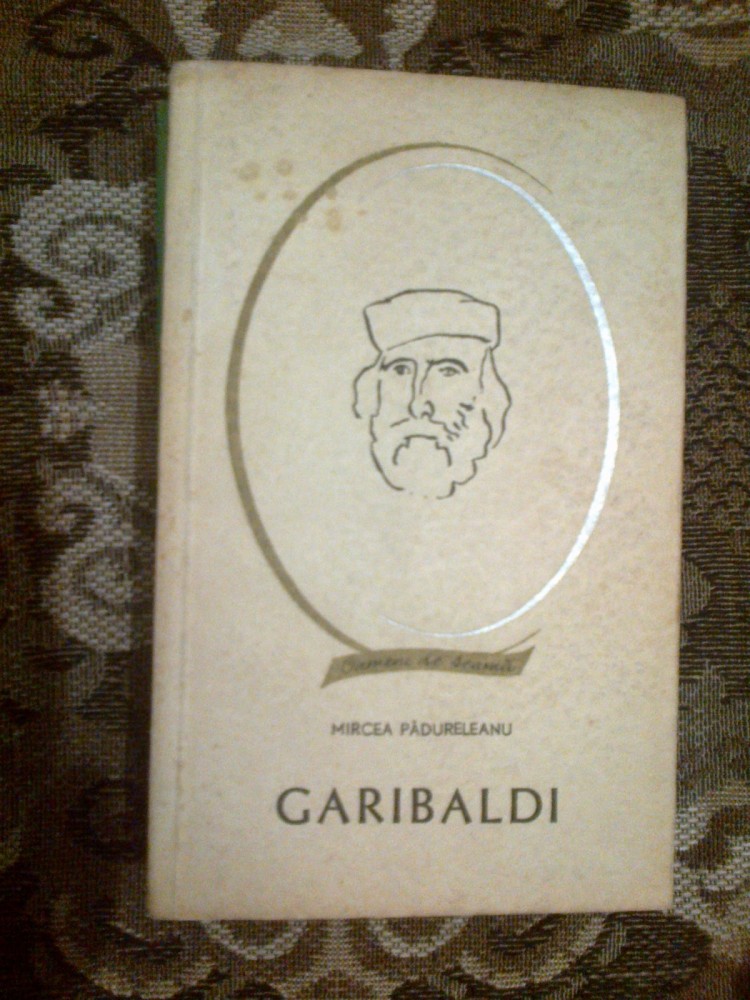 Oameni de seamă
MIRCEA PĂDURELEANU
GARIBALDI